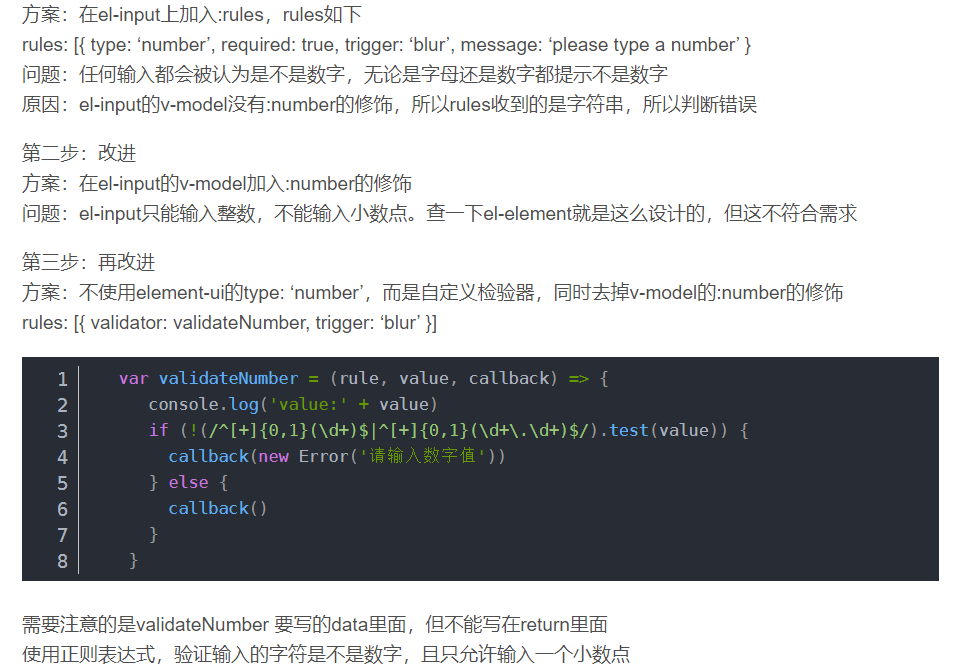 方案：在el-input上加入:rules，rules如下
rules: [{ type: ‘number’, required: true, trigger: ‘blur’, message: ‘please type a number’ }
问题：任何输入都会被认为是不是数字，无论是字母还是数字都提示不是数字
原因：el-input的v-model没有:number的修饰，所以rules收到的是字符串，所以判断错误
第二步：改进
方案：在el-input的v-model加入:number的修饰
问题：el-input只能输入整数，不能输入小数点。查一下el-element就是这么设计的，但这不符合需求
第三步：再改进
方案：不使用element-ui的type: ‘number’，而是自定义检验器，同时去掉v-model的:number的修饰
rules: [{ validator: validateNumber, trigger: ‘blur’ }]
1 var validateNumber = (rule, value, callback) => {
2 console.log('value:' + value)
3 if (!(/^[+]{0,1}(\d+)$|^[+]{0,1}(\d+\.\d+)$/).test(value)) {
4 callback(new Error('请输入数字值'))
5 } else {
6 callback()
7 }
8 }
需要注意的是validateNumber 要写的data里面，但不能写在return里面
使用正则表达式，验证输入的字符是不是数字，且只允许输入一个小数点